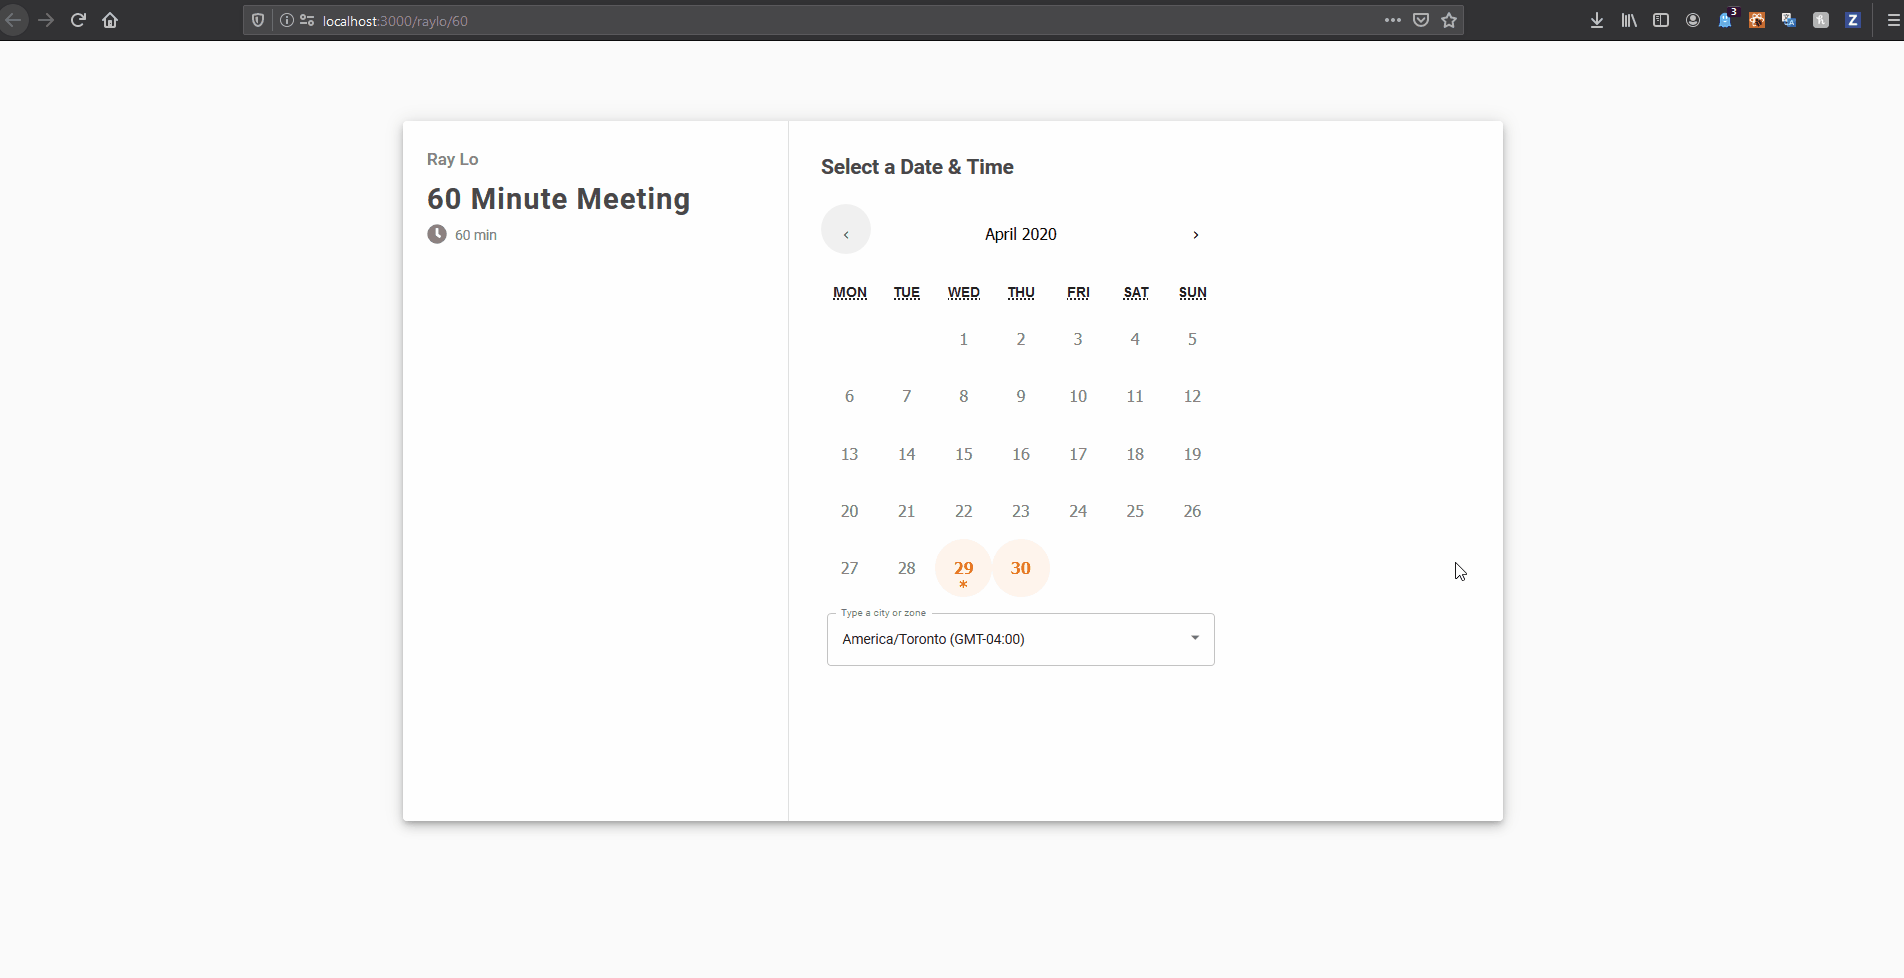 localhost:3000/raylo/60
3
Z
Ray Lo
60 Minute Meeting
60 min
Select a Date & Time
‹ April 2020 ›
MON TUE WED THU FRI SAT SUN
1 2 3 4 5
6 7 8 9 10 11 12
13 14 15 16 17 18 19
20 21 22 23 24 25 26
27 28 29 30
*
Type a city or zone
America/Toronto (GMT-04:00)